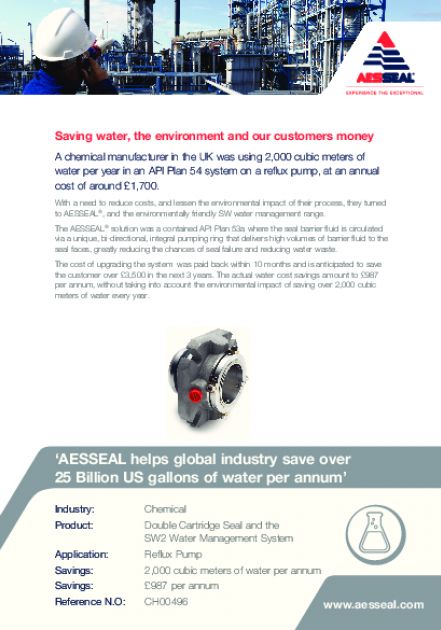 AESSEAL®
EXPERIENCE THE EXCEPTIONAL
Saving water, the environment and our customers money
A chemical manufacturer in the UK was using 2,000 cubic meters of
water per year in an API Plan 54 system on a reflux pump, at an annual
cost of around £1,700.
With a need to reduce costs, and lessen the environmental impact of their process, they turned
to AESSEAL®, and the environmentally friendly SW water management range.
The AESSEAL® solution was a contained API Plan 53a where the seal barrier fluid is circulated
via a unique, bi-directional, integral pumping ring that delivers high volumes of barrier fluid to the
seal faces, greatly reducing the chances of seal failure and reducing water waste.
The cost of upgrading the system was paid back within 10 months and is anticipated to save
the customer over £3,500 in the next 3 years. The actual water cost savings amount to £987
per annum, without taking into account the environmental impact of saving over 2,000 cubic
meters of water every year.
‘AESSEAL helps global industry save over
25 Billion US gallons of water per annum’
Industry: Chemical
Product: Double Cartridge Seal and the
SW2 Water Management System
Application: Reflux Pump
Savings: 2,000 cubic meters of water per annum
Savings: £987 per annum
Reference N.O: CH00496
www.aesseal.com